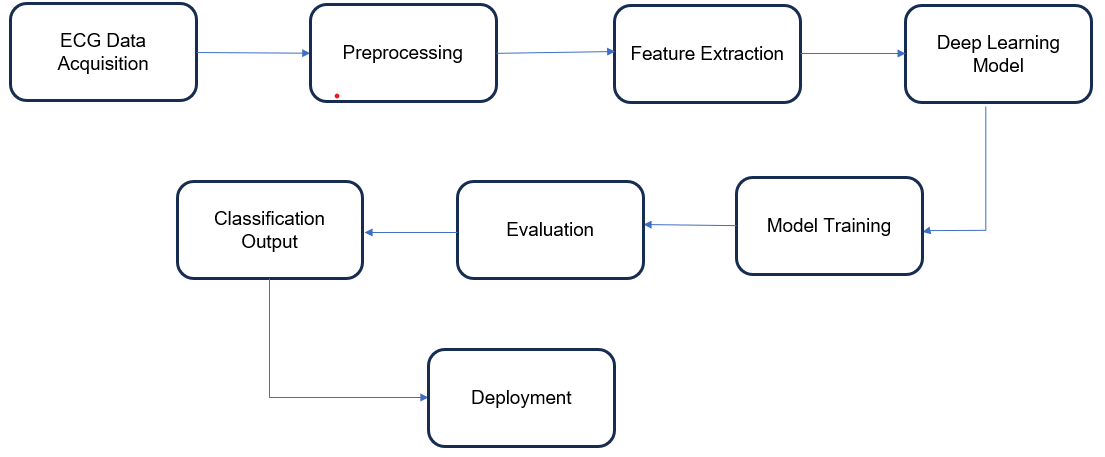 ECG Data
Acquisition
Preprocessing
Feature Extraction
Deep Learning
Model
Model Training
Evaluation
Classification
Output
Deployment